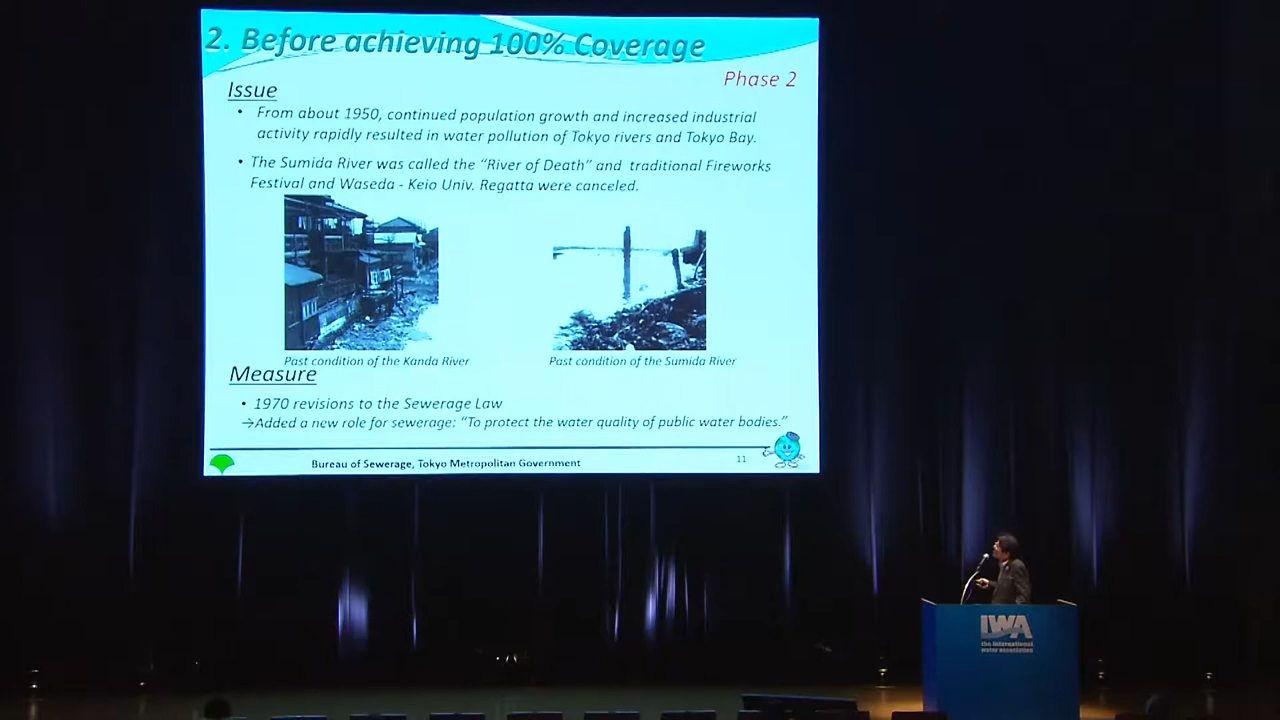 2. Before achieving 100% Coverage
Phase 2
Issue
• From about 1950, continued population growth and increased industrial
activity rapidly resulted in water pollution of Tokyo rivers and Tokyo Bay.
• The Sumida River was called the “River of Death” and traditional Fireworks
Festival and Waseda - Keio Univ. Regatta were canceled.
Past condition of the Kanda River
Past condition of the Sumida River
Measure
• 1970 revisions to the Sewerage Law
→Added a new role for sewerage: “To protect the water quality of public water bodies.”
Bureau of Sewerage, Tokyo Metropolitan Government
11
IWA
the international
water association